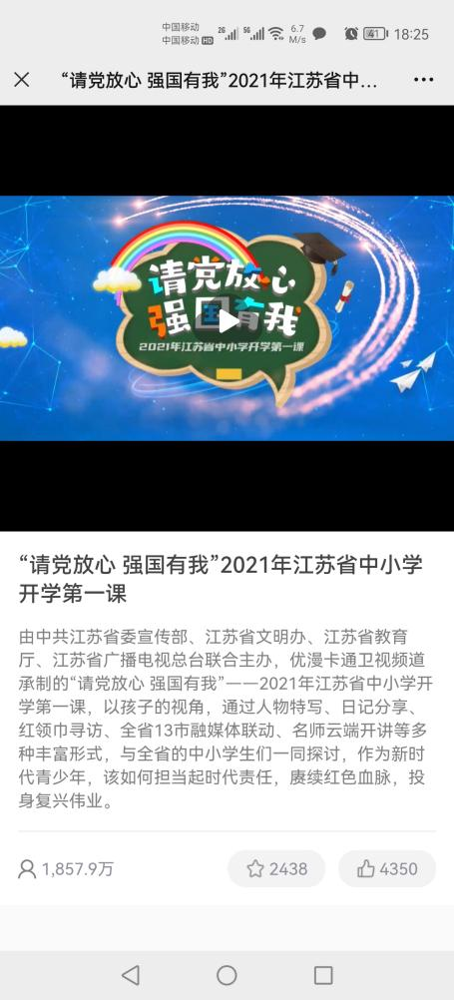 中国移动
中国移动 HD
2G
5G
6.7
M/s
41
18:25
“请党放心 强国有我”2021年江苏省中...
请党放心
强国有我
2021年江苏省中小学开学第一课
“请党放心 强国有我”2021年江苏省中小学
开学第一课
由中共江苏省委宣传部、江苏省文明办、江苏省教育
厅、江苏省广播电视总台联合主办，优漫卡通卫视频道
承制的“请党放心 强国有我”——2021年江苏省中小学开
学第一课，以孩子的视角，通过人物特写、日记分享、
红领巾寻访、全省13市融媒体联动、名师云端开讲等多
种丰富形式，与全省的中小学生们一同探讨，作为新时
代青少年，该如何担当起时代责任，赓续红色血脉，投
身复兴伟业。
1,857.9万
2438
4350